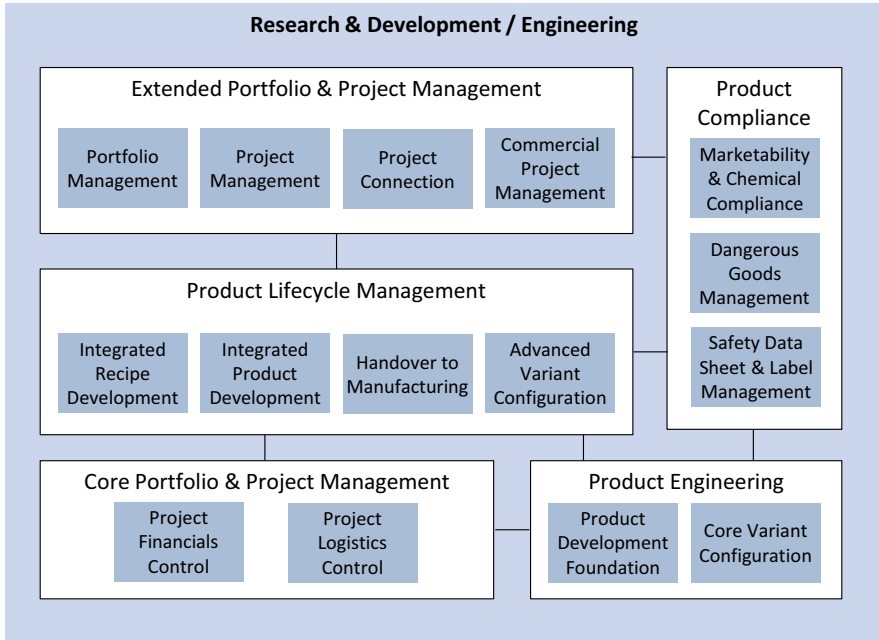 Research & Development / Engineering
Extended Portfolio & Project Management
Portfolio
Management
Project
Management
Project
Connection
Commercial
Project
Management
Product
Compliance
Marketability
& Chemical
Compliance
Dangerous
Goods
Management
Safety Data
Sheet & Label
Management
Product Lifecycle Management
Integrated
Recipe
Development
Integrated
Product
Development
Handover to
Manufacturing
Advanced
Variant
Configuration
Core Portfolio & Project Management
Project
Financials
Control
Project
Logistics
Control
Product Engineering
Product
Development
Foundation
Core Variant
Configuration